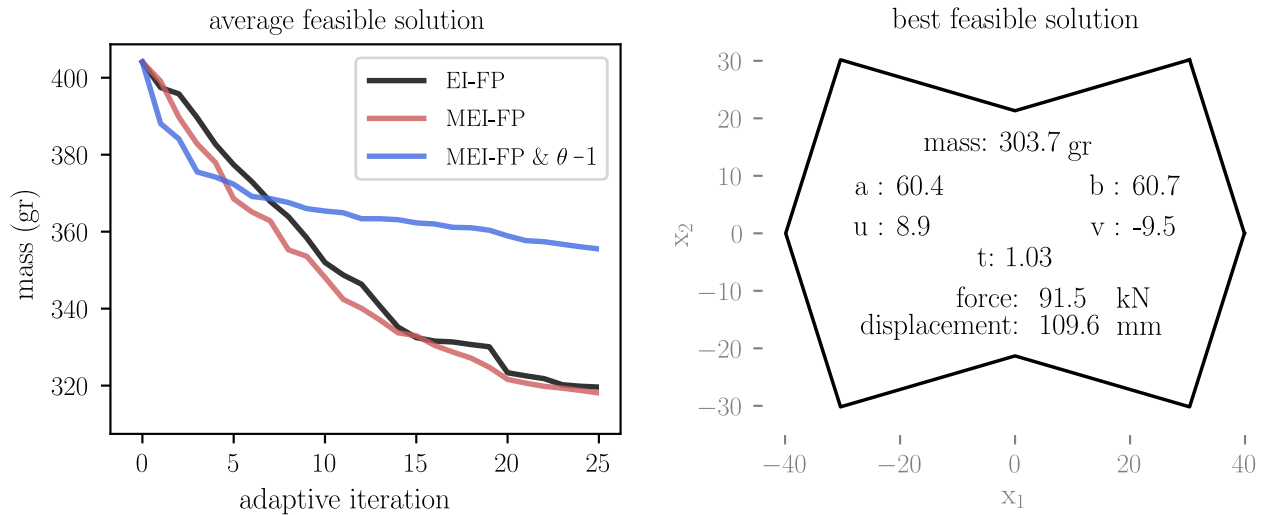 average feasible solution
400
380
360
340
320
mass (gr)
EI-FP
MEI-FP
MEI-FP & θ-1
0 5 10 15 20 25
adaptive iteration
best feasible solution
30
20
10
0
−10
−20
−30
x2
mass: 303.7 gr
a : 60.4 b : 60.7
u : 8.9 v : -9.5
t: 1.03
force: 91.5 kN
displacement: 109.6 mm
−40 −20 0 20 40
x1